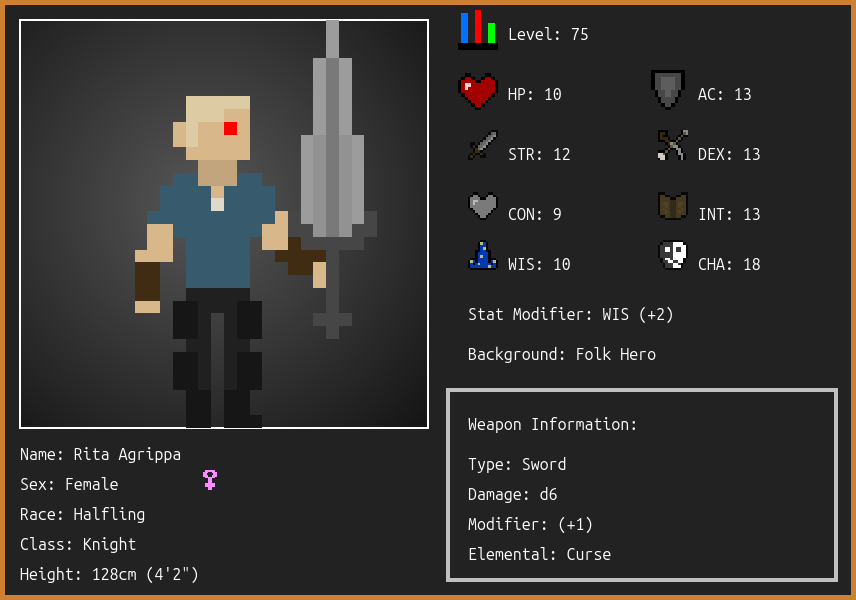 Level: 75
HP: 10
AC: 13
STR: 12
DEX: 13
CON: 9
INT: 13
WIS: 10
CHA: 18
Stat Modifier: WIS (+2)
Background: Folk Hero
Weapon Information:
Type: Sword
Damage: d6
Modifier: (+1)
Elemental: Curse
Name: Rita Agrippa
Sex: Female
Race: Halfling
Class: Knight
Height: 128cm (4'2")